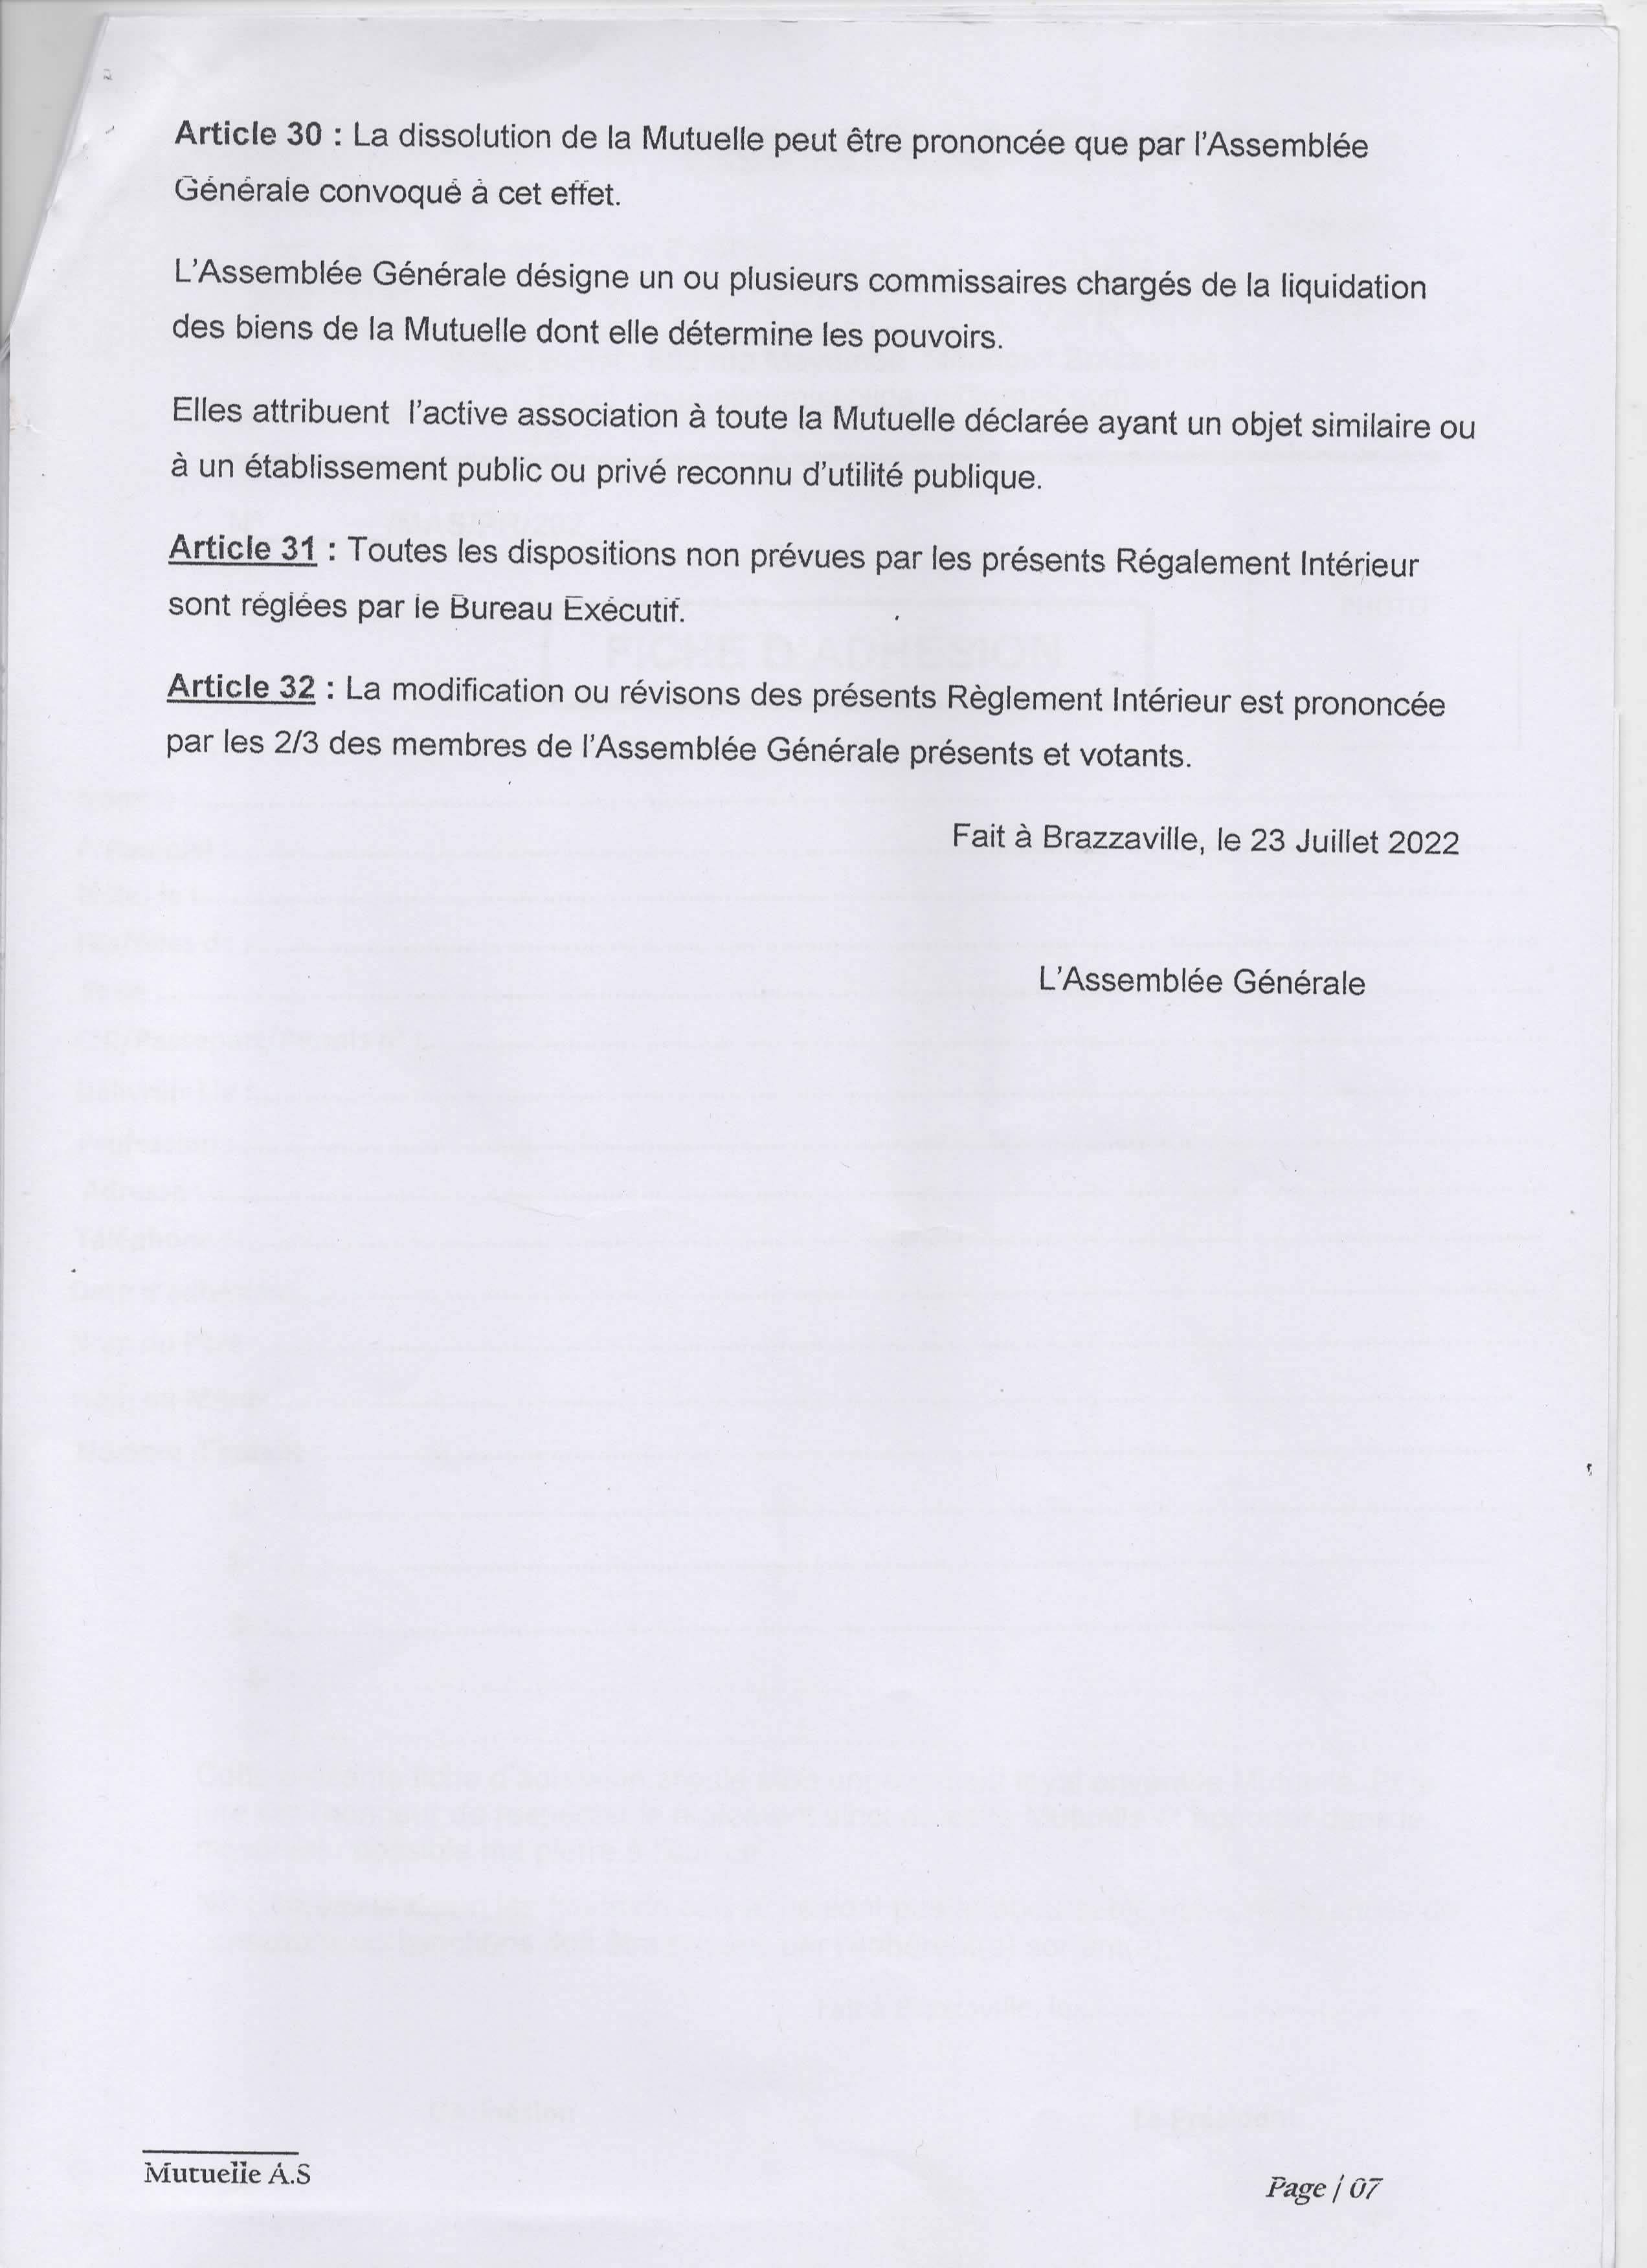 Article 30 : La dissolution de la Mutuelle peut être prononcée que par l'Assemblée
Générale convoqué à cet effet.
L'Assemblée Générale désigne un ou plusieurs commissaires chargés de la liquidation
des biens de la Mutuelle dont elle détermine les pouvoirs.
Elles attribuent l'active association à toute la Mutuelle déclarée ayant un objet similaire ou
à un établissement public ou privé reconnu d'utilité publique.
Article 31 : Toutes les dispositions non prévues par les présents Régalement Intérieur
sont réglées par le Bureau Exécutif.
Article 32 : La modification ou révisons des présents Règlement Intérieur est prononcée
par les 2/3 des membres de l'Assemblée Générale présents et votants.
Fait à Brazzaville, le 23 Juillet 2022
L'Assemblée Générale
FICHE D'ADHESION
Mutuelle A.S
Page / 07